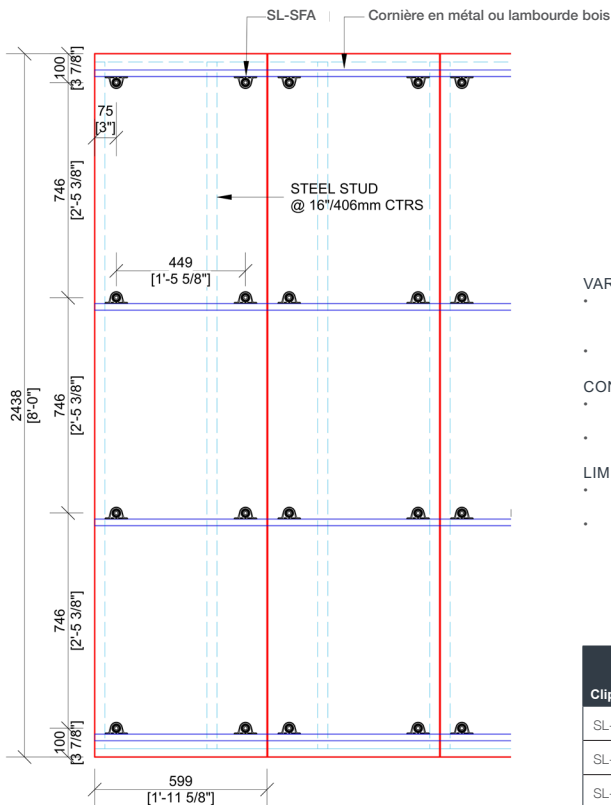 SL-SFA
Cornière en métal ou lambourde bois
100
[3 7/8"]
75
[3"]
746
[2'-5 3/8"]
STEEL STUD
@ 16"/406mm CTRS
449
[1'-5 5/8"]
2438
[8'-0"]
746
[2'-5 3/8"]
746
[2'-5 3/8"]
100
[3 7/8"]
599
[1'-11 5/8"]
VAR
•
•
CON
•
•
LIM
•
•
Clip
SL-
SL-
SL-